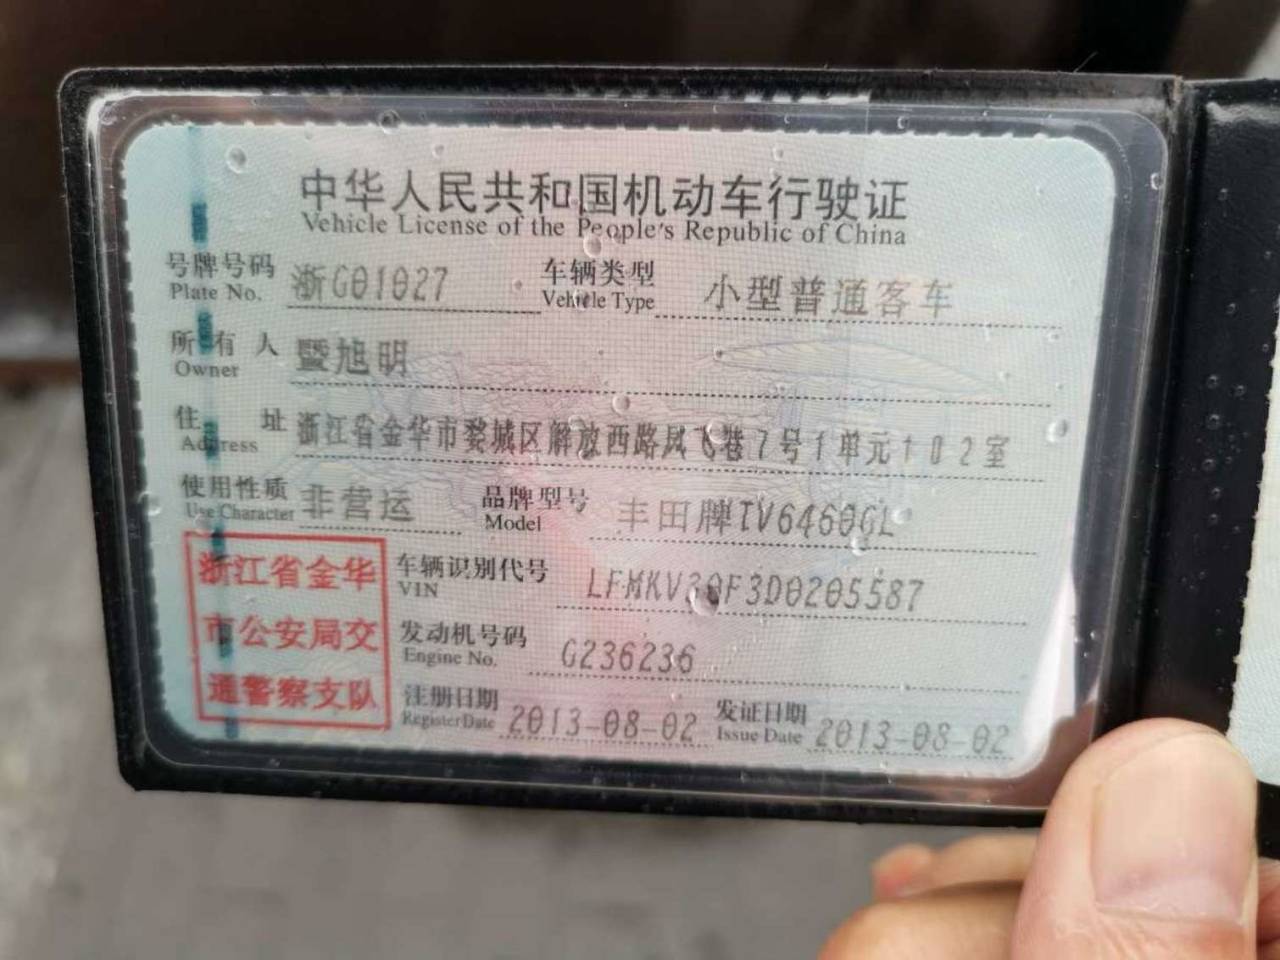 中华人民共和国机动车行驶证
Vehicle License of the People's Republic of China
号牌号码 浙G01027 车辆类型 小型普通客车
Plate No. Vehicle Type
所有人 暨旭明
Owner
住址 浙江省金华市婺城区解放西路凤飞巷7号1单元102室
Address
使用性质 非营运 品牌型号 丰田牌TV6460GL
Use Character Model
浙江省金华
市公安局交
通警察支队
车辆识别代号 LFMKV30F3D0205587
VIN
发动机号码 G236236
Engine No.
注册日期 2013-08-02 发证日期 2013-08-02
Register Date Issue Date